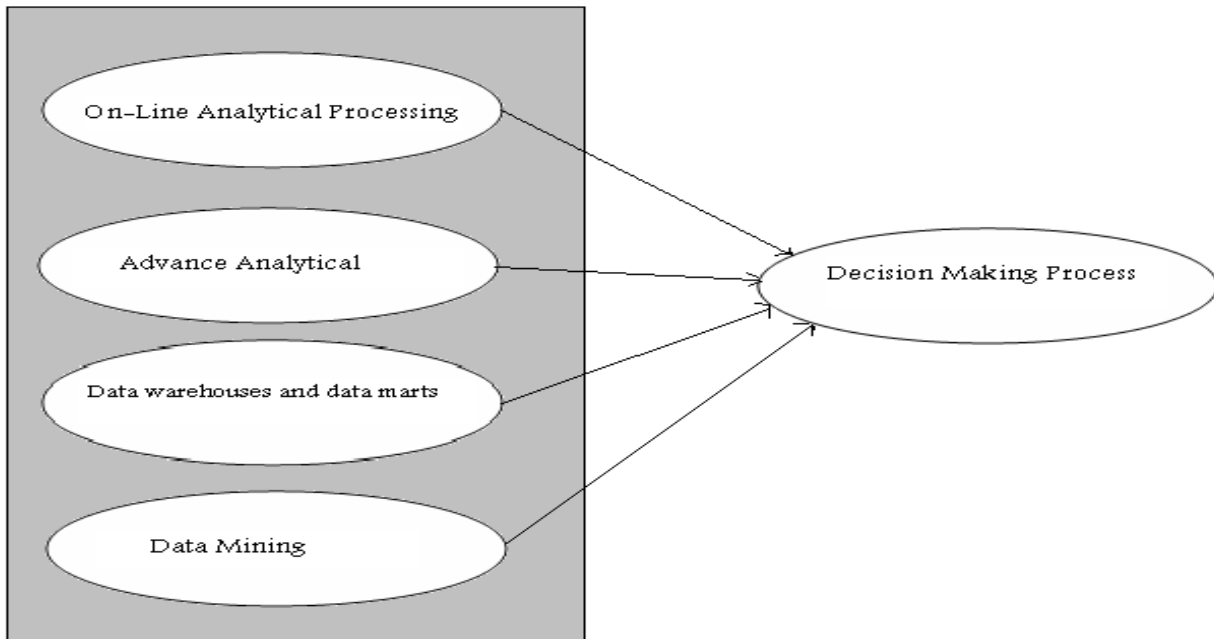 On-Line Analytical Processing
Advance Analytical
Data warehouses and data marts
Data Mining
Decision Making Process